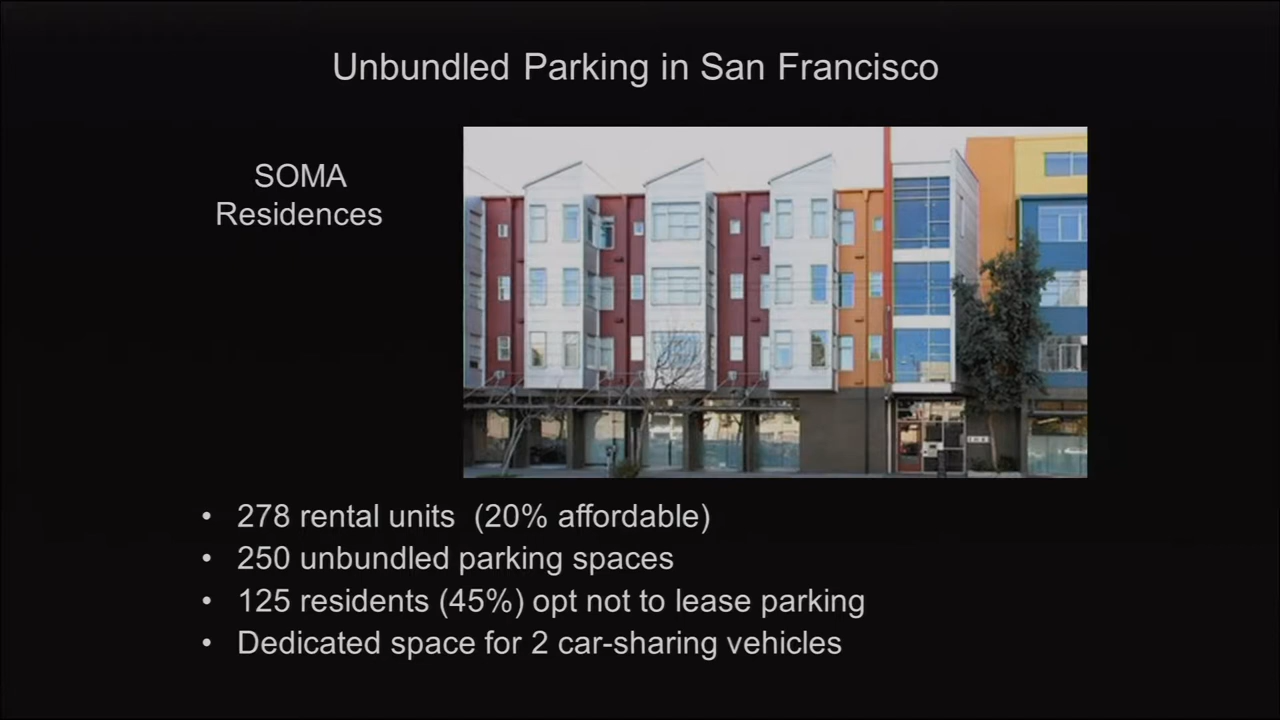 Unbundled Parking in San Francisco
SOMA
Residences
• 278 rental units (20% affordable)
• 250 unbundled parking spaces
• 125 residents (45%) opt not to lease parking
• Dedicated space for 2 car-sharing vehicles